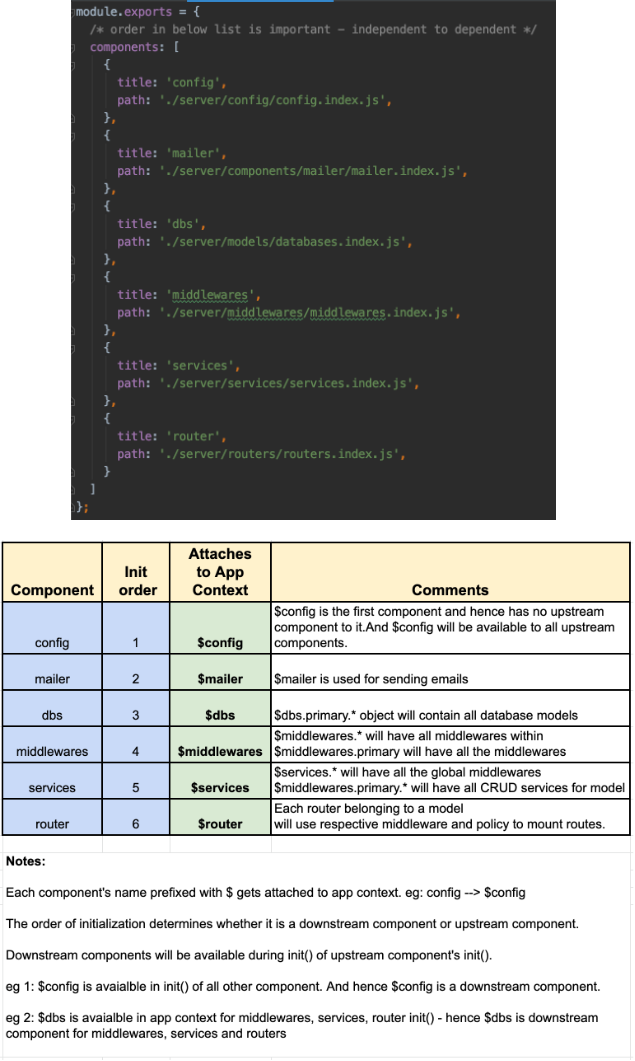 module.exports = {
/* order in below list is important – independent to dependent */
components: [
{
title: 'config',
path: './server/config/config.index.js',
},
{
title: 'mailer',
path: './server/components/mailer/mailer.index.js',
},
{
title: 'dbs',
path: './server/models/databases.index.js',
},
{
title: 'middlewares',
path: './server/middlewares/middlewares.index.js',
},
{
title: 'services',
path: './server/services/services.index.js',
},
{
title: 'router',
path: './server/routers/routers.index.js',
}
]
};
Component Init order Attaches to App Context Comments
config 1 $config $config is the first component and hence has no upstream
component to it.And $config will be available to all upstream
components.
mailer 2 $mailer $mailer is used for sending emails
dbs 3 $dbs $dbs.primary.* object will contain all database models
middlewares 4 $middlewares $middlewares.* will have all middlewares within
$middlewares.primary will have all the middlewares
services 5 $services $services.* will have all the global middlewares
$middlewares.primary.* will have all CRUD services for model
router 6 $router Each router belonging to a model
will use respective middleware and policy to mount routes.
Notes:
Each component's name prefixed with $ gets attached to app context. eg: config --> $config
The order of initialization determines whether it is a downstream component or upstream component.
Downstream components will be available during init() of upstream component's init().
eg 1: $config is avaialble in init() of all other component. And hence $config is a downstream component.
eg 2: $dbs is avaialble in app context for middlewares, services, router init() - hence $dbs is downstream
component for middlewares, services and routers